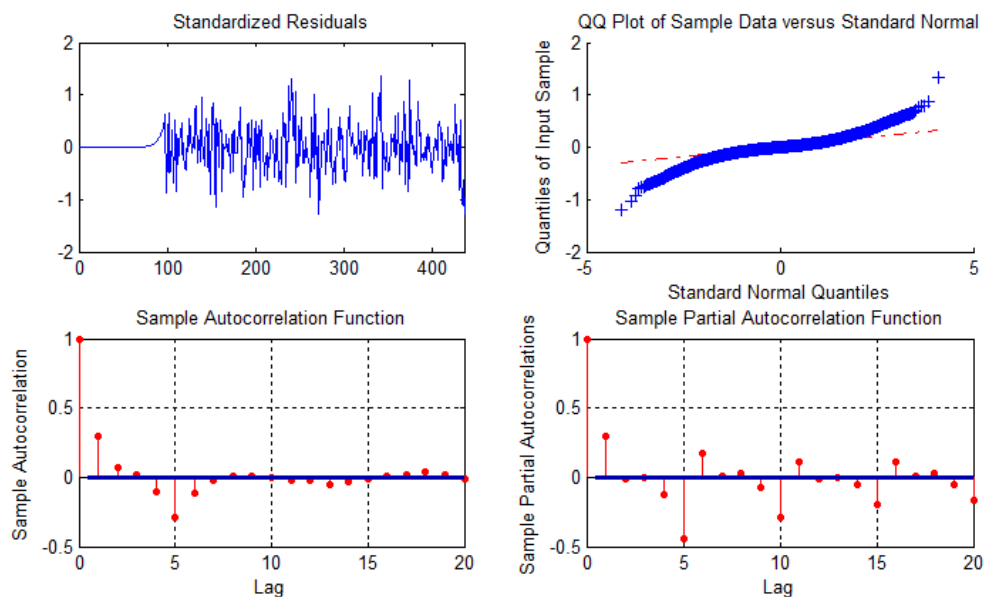 Standardized Residuals
2
1
0
-1
-2
0 100 200 300 400
QQ Plot of Sample Data versus Standard Normal
Quantiles of Input Sample
2
1
0
-1
-2
-5 0 5
Standard Normal Quantiles
Sample Autocorrelation Function
Sample Autocorrelation
1
0.5
0
-0.5
0 5 10 15 20
Lag
Sample Partial Autocorrelation Function
Sample Partial Autocorrelations
1
0.5
0
-0.5
0 5 10 15 20
Lag